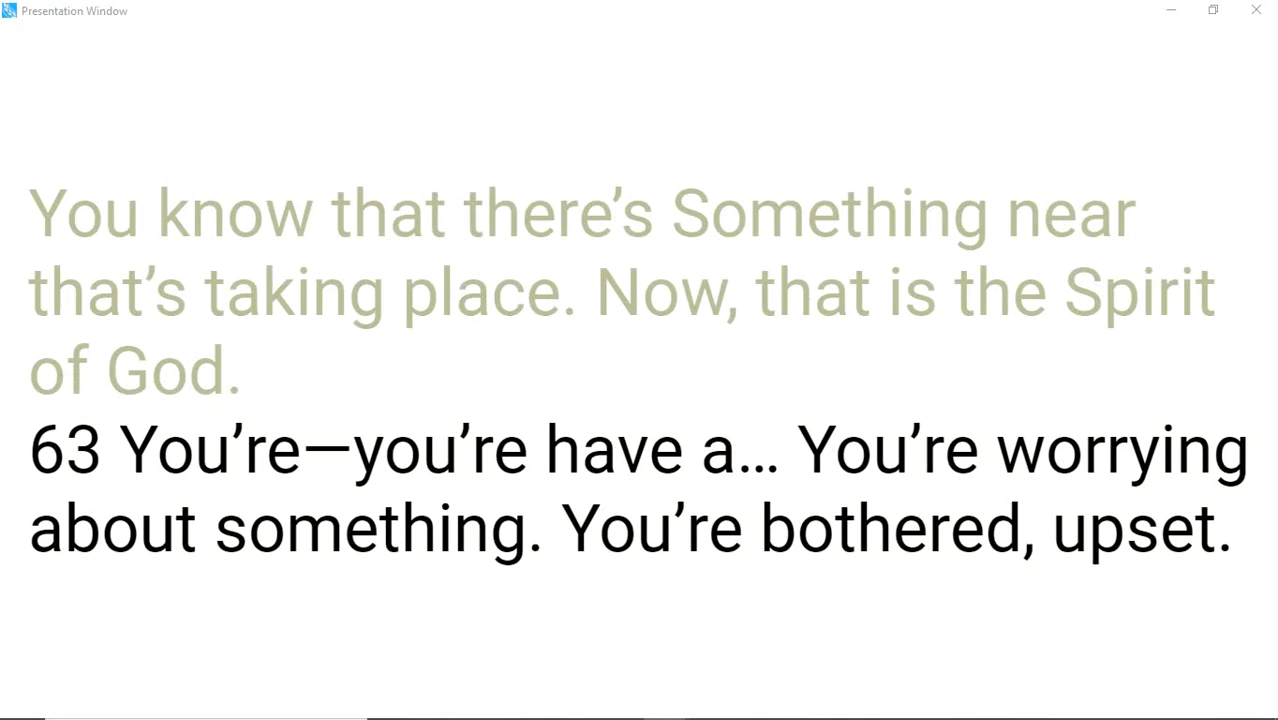 Presentation Window
You know that there’s Something near
that’s taking place. Now, that is the Spirit
of God.
63 You’re—you’re have a… You’re worrying
about something. You’re bothered, upset.